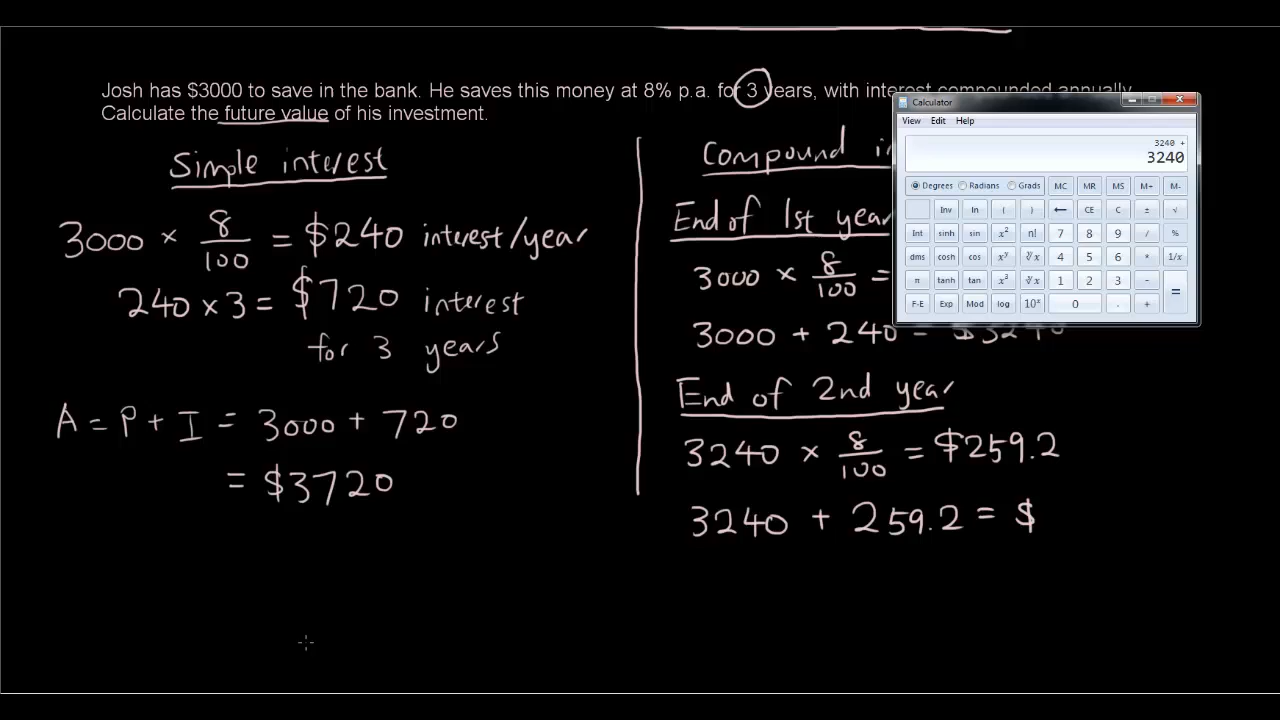 Josh has $3000 to save in the bank. He saves this money at 8% p.a. for 3 years, with interest compounded annually.
Calculate the future value of his investment.
Simple interest
3000 × 8/100 = $240 interest/year
240 × 3 = $720 interest
for 3 years
A = P + I = 3000 + 720
= $3720
Compound
End of 1st year
3000 × 8/100 =
3000 + 240 = $3240
End of 2nd year
3240 × 8/100 = $259.2
3240 + 259.2 = $
Calculator
View Edit Help
3240 +
3240
Degrees Radians Grads MC MR MS M+ M-
Inv ln ( ) ← CE C ± √
Int sinh sin x² n! 7 8 9 / %
dms cosh cos xʸ ʸ√x 4 5 6 * 1/x
π tanh tan x³ ³√x 1 2 3 - =
F-E Exp Mod log 10ˣ 0 . +